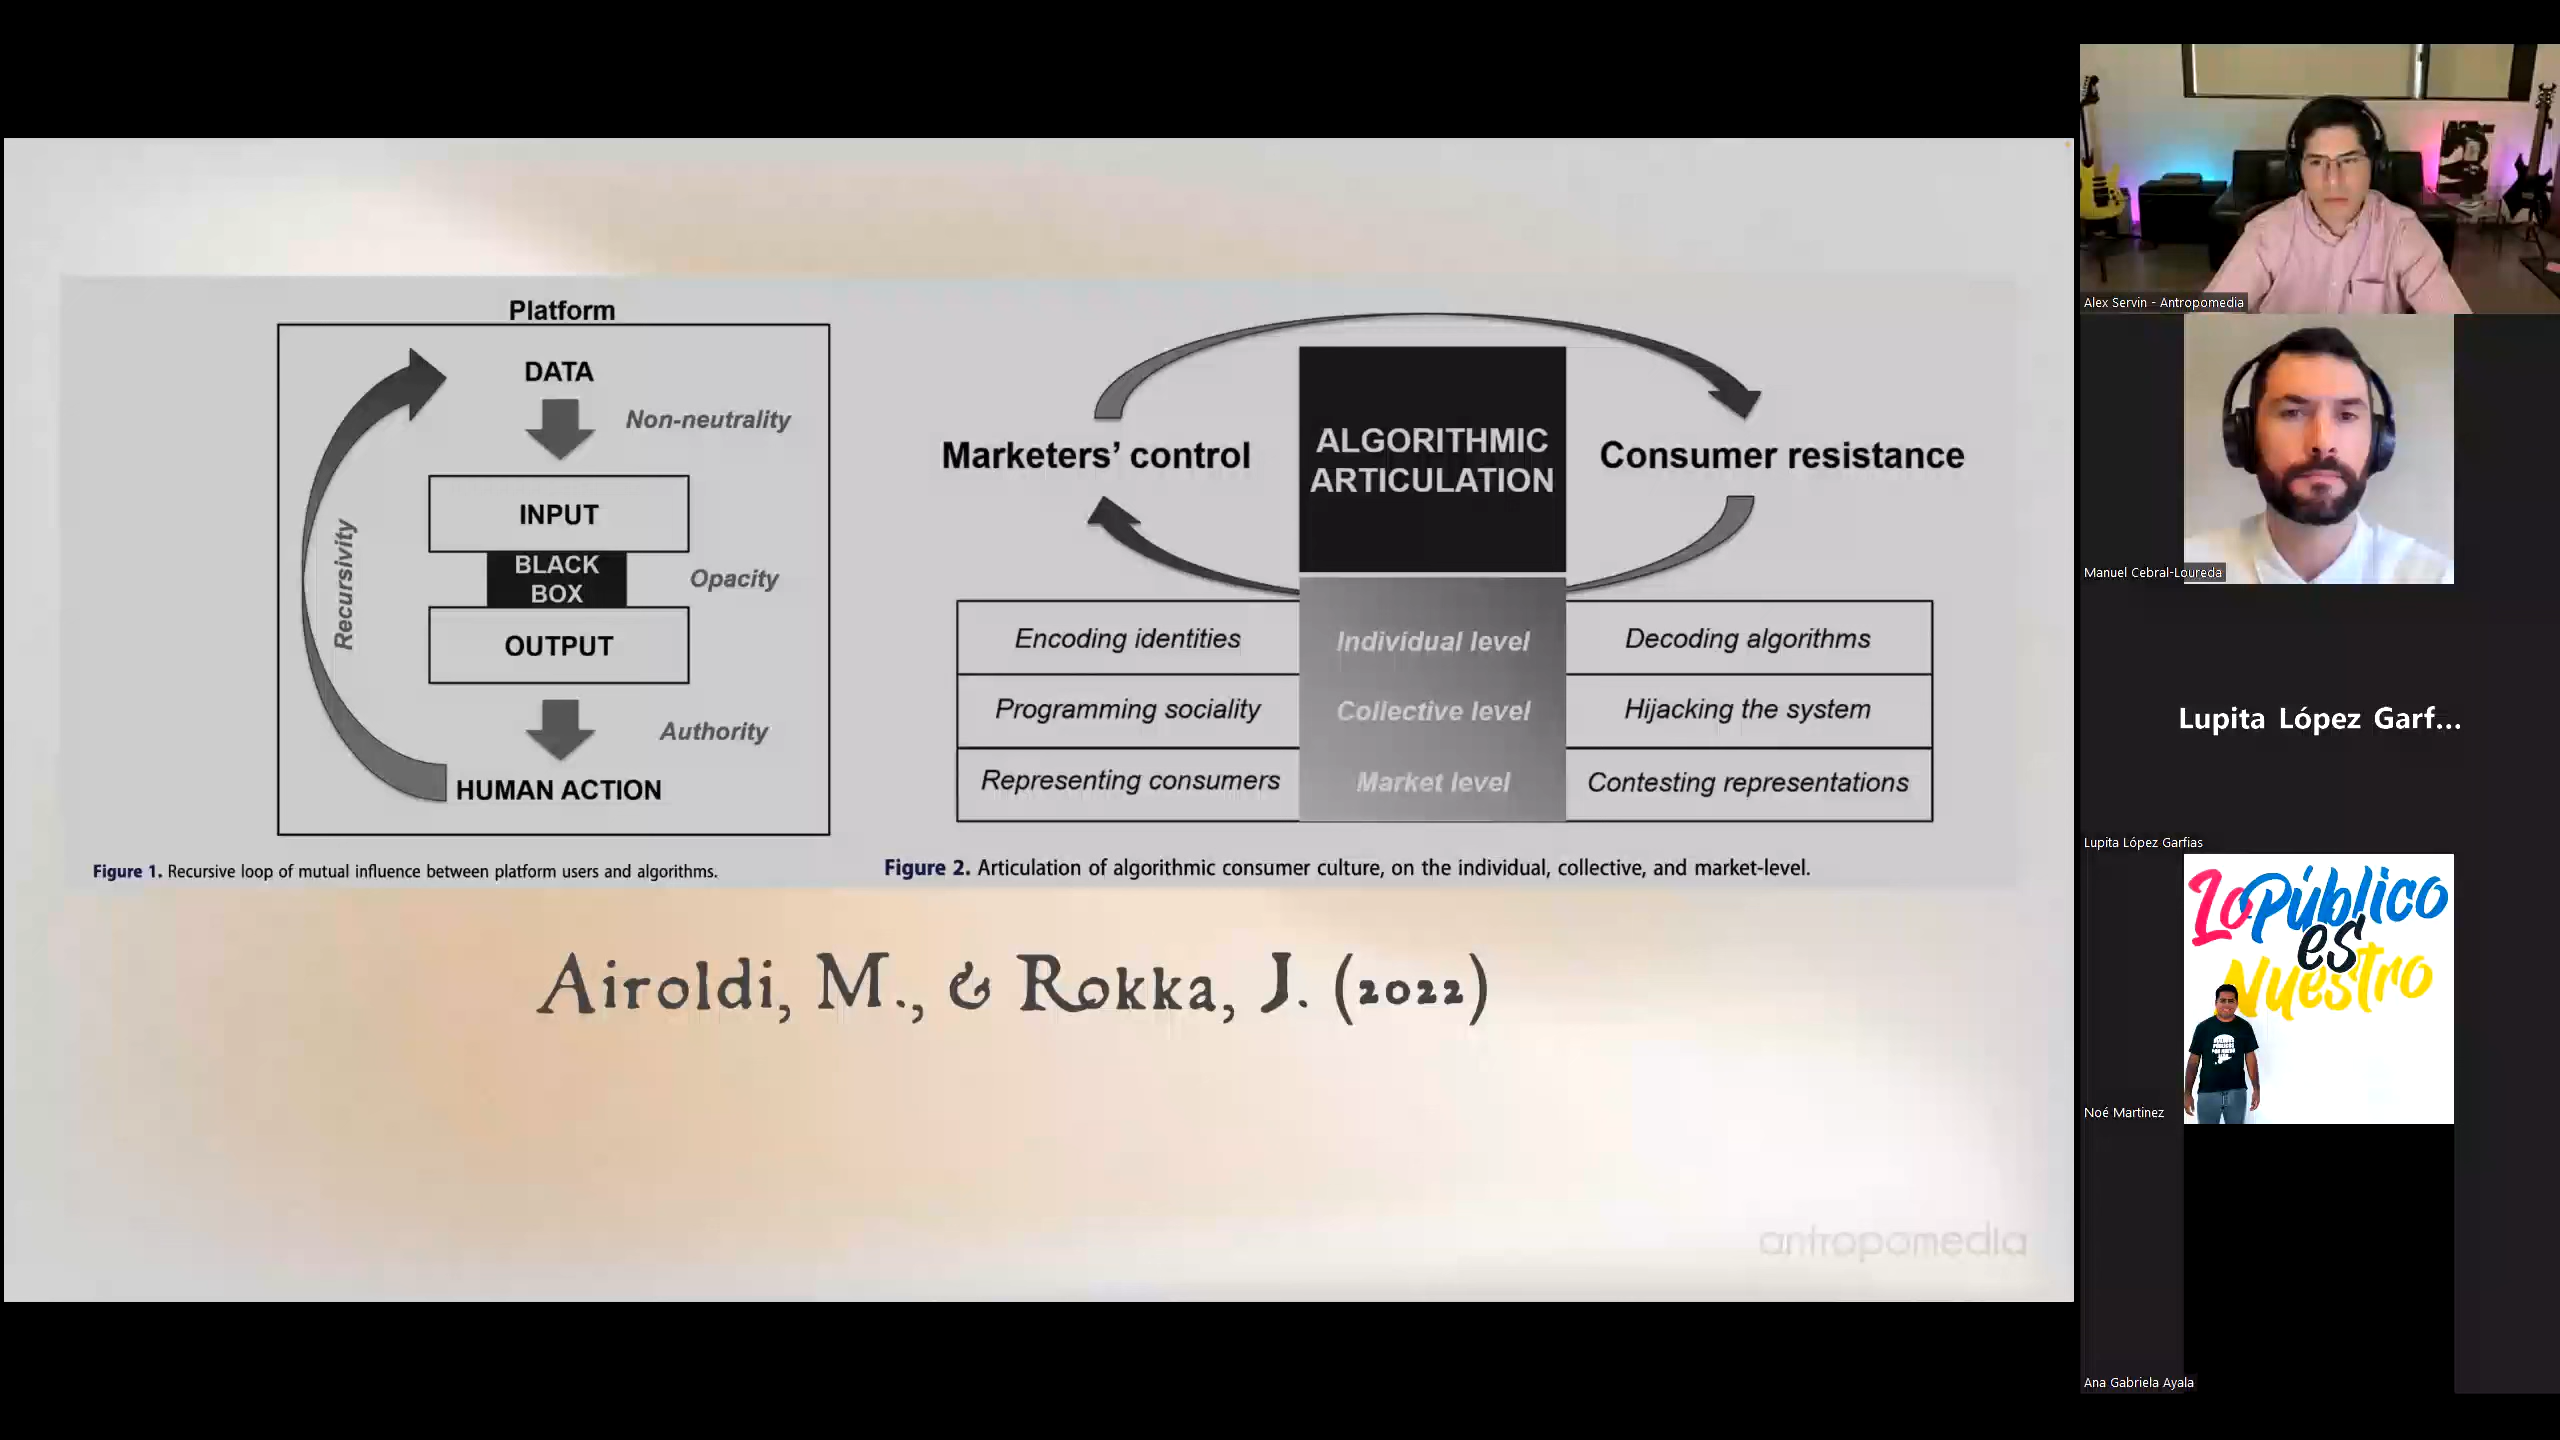 Platform
DATA
Non-neutrality
INPUT
BLACK
BOX
Opacity
OUTPUT
Authority
HUMAN ACTION
Recursivity
Figure 1. Recursive loop of mutual influence between platform users and algorithms.
Marketers’ control
ALGORITHMIC
ARTICULATION
Consumer resistance
Encoding identities
Individual level
Decoding algorithms
Programming sociality
Collective level
Hijacking the system
Representing consumers
Market level
Contesting representations
Figure 2. Articulation of algorithmic consumer culture, on the individual, collective, and market-level.
Airoldi, M., & Rokka, J. (2022)
antropomedia
Alex Servin - Antropomedia
Manuel Cebral-Loureda
Lupita López Garf...
Lupita López Garfias
Lo Público
es
Nuestro
Noé Martinez
Ana Gabriela Ayala